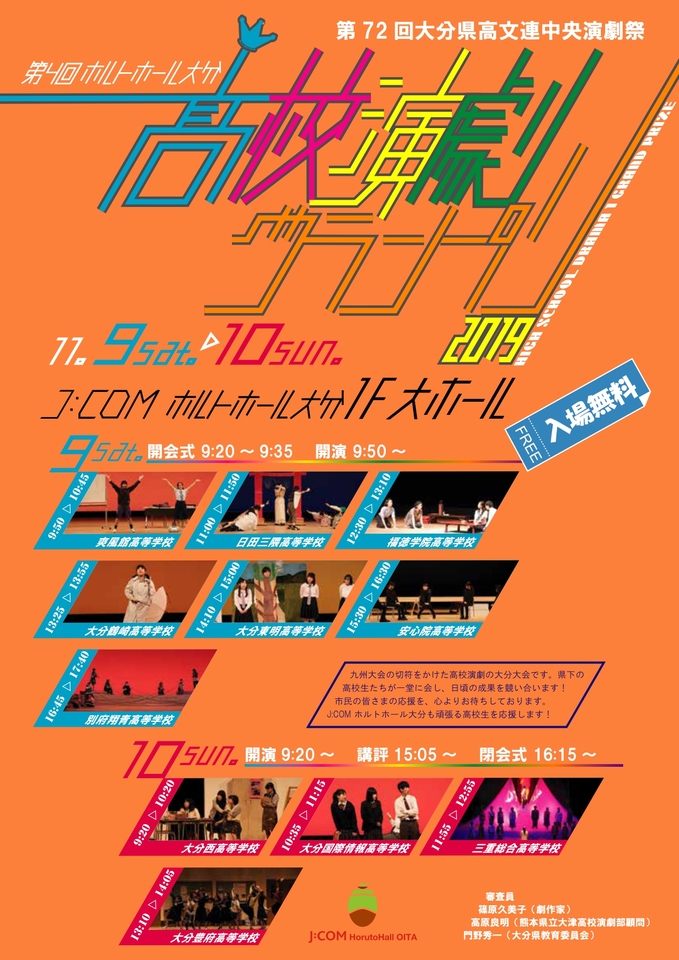 第72回大分県高文連中央演劇祭
第4回 ホルトホール大分
高校演劇
グランプリ
2019
HIGH SCHOOL DRAMA 1 GRAND PRIZE
11. 9 sat. ▷ 10 sun.
J:COM ホルトホール大分 1F 大ホール
FREE 入場無料
9 sat. 開会式 9:20 ~ 9:35 開演 9:50 ~
9:50 ▷ 10:45
爽風館高等学校
11:00 ▷ 11:50
日田三隈高等学校
12:30 ▷ 13:10
福徳学院高等学校
13:25 ▷ 13:55
大分鶴崎高等学校
14:10 ▷ 15:00
大分東明高等学校
15:30 ▷ 16:30
安心院高等学校
16:45 ▷ 17:40
別府翔青高等学校
九州大会の切符をかけた高校演劇の大分大会です。県下の
高校生たちが一堂に会し、日頃の成果を競い合います!
市民の皆さまの応援を、心よりお待ちしております。
J:COM ホルトホール大分も頑張る高校生を応援します!
10 sun. 開演 9:20 ~ 講評 15:05 ~ 閉会式 16:15 ~
9:20 ▷ 10:20
大分西高等学校
10:35 ▷ 11:15
大分国際情報高等学校
11:55 ▷ 12:55
三重総合高等学校
13:10 ▷ 14:05
大分豊府高等学校
J:COM HorutoHall OITA
審査員
篠原久美子(劇作家)
高原良明(熊本県立大津高校演劇部顧問)
門野秀一(大分県教育委員会)